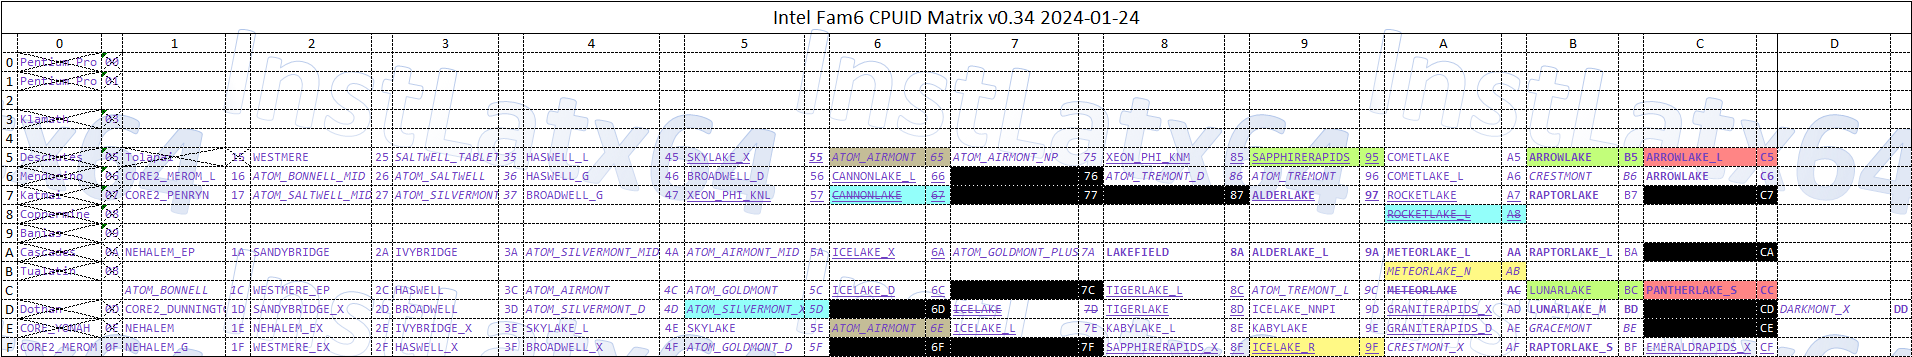 Intel Fam6 CPUID Matrix v0.34 2024-01-24
0 1 2 3 4 5 6 7 8 9 A B C D
0 Pentium Pro 00
1 Pentium Pro 01
2
3 Klamath 03
4
5 Deschutes 05 Tolapai 15 WESTMERE 25 SALTWELL_TABLET 35 HASWELL_L 45 SKYLAKE_X 55 ATOM_AIRMONT 65 ATOM_AIRMONT_NP 75 XEON_PHI_KNM 85 SAPPHIRERAPIDS 95 COMETLAKE A5 ARROWLAKE B5 ARROWLAKE_L C5
6 Mendocino 06 CORE2_MEROM_L 16 ATOM_BONNELL_MID 26 ATOM_SALTWELL 36 HASWELL_G 46 BROADWELL_D 56 CANNONLAKE_L 66 76 ATOM_TREMONT_D 86 ATOM_TREMONT 96 COMETLAKE_L A6 CRESTMONT B6 ARROWLAKE C6
7 Katmai 07 CORE2_PENRYN 17 ATOM_SALTWELL_MID 27 ATOM_SILVERMONT 37 BROADWELL_G 47 XEON_PHI_KNL 57 CANNONLAKE 67 77 87 ALDERLAKE 97 ROCKETLAKE A7 RAPTORLAKE B7 C7
8 Coppermine 08 ROCKETLAKE_L A8
9 Banias 09
A Cascades 0A NEHALEM_EP 1A SANDYBRIDGE 2A IVYBRIDGE 3A ATOM_SILVERMONT_MID 4A ATOM_AIRMONT_MID 5A ICELAKE_X 6A ATOM_GOLDMONT_PLUS 7A LAKEFIELD 8A ALDERLAKE_L 9A METEORLAKE_L AA RAPTORLAKE_L BA CA
B Tualatin 0B METEORLAKE_N AB
C ATOM_BONNELL 1C WESTMERE_EP 2C HASWELL 3C ATOM_AIRMONT 4C ATOM_GOLDMONT 5C ICELAKE_D 6C 7C TIGERLAKE_L 8C ATOM_TREMONT_L 9C METEORLAKE AC LUNARLAKE BC PANTHERLAKE_S CC
D Dothan 0D CORE2_DUNNINGTO 1D SANDYBRIDGE_X 2D BROADWELL 3D ATOM_SILVERMONT_D 4D ATOM_SILVERMONT_X 5D 6D ICELAKE 7D TIGERLAKE 8D ICELAKE_NNPI 9D GRANITERAPIDS_X AD LUNARLAKE_M BD CD DARKMONT_X DD
E CORE_YONAH 0E NEHALEM 1E NEHALEM_EX 2E IVYBRIDGE_X 3E SKYLAKE_L 4E SKYLAKE 5E ATOM_AIRMONT 6E ICELAKE_L 7E KABYLAKE_L 8E KABYLAKE 9E GRANITERAPIDS_D AE GRACEMONT BE CE
F CORE2_MEROM 0F NEHALEM_G 1F WESTMERE_EX 2F HASWELL_X 3F BROADWELL_X 4F ATOM_GOLDMONT_D 5F 6F 7F SAPPHIRERAPIDS_X 8F ICELAKE_R 9F CRESTMONT_X AF RAPTORLAKE_S BF EMERALDRAPIDS_X CF
InstLatx64
InstLatx64
InstLatx64